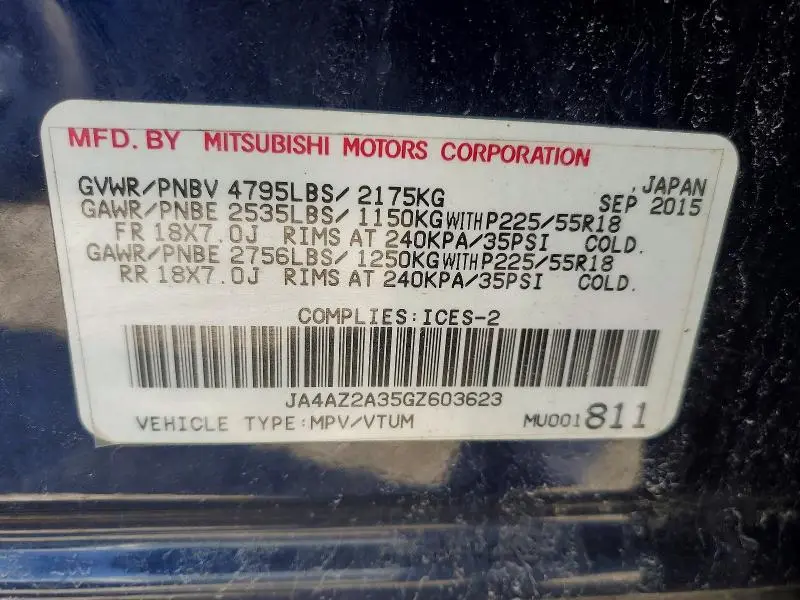 MFD. BY MITSUBISHI MOTORS CORPORATION
, JAPAN
GVWR/PNBV 4795LBS/ 2175KG SEP 2015
GAWR/PNBE 2535LBS/ 1150KG WITH P225/55R18
FR 18X7.0J RIMS AT 240KPA/35PSI COLD.
GAWR/PNBE 2756LBS/ 1250KG WITH P225/55R18
RR 18X7.0J RIMS AT 240KPA/35PSI COLD.
COMPLIES:ICES-2
JA4AZ2A35GZ603623
VEHICLE TYPE:MPV/VTUM MU001811